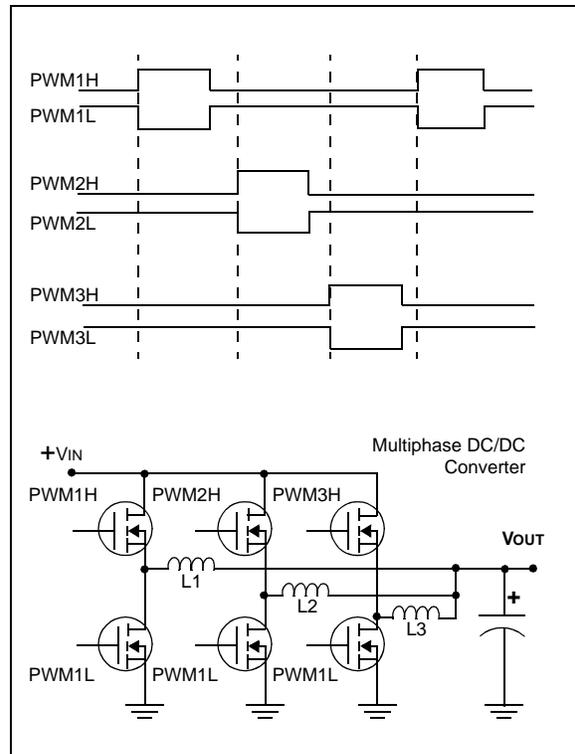 PWM1H
PWM1L
PWM2H
PWM2L
PWM3H
PWM3L
+VIN
Multiphase DC/DC
Converter
PWM1H
PWM2H
PWM3H
VOUT
L1
+
L2
L3
PWM1L
PWM1L
PWM1L